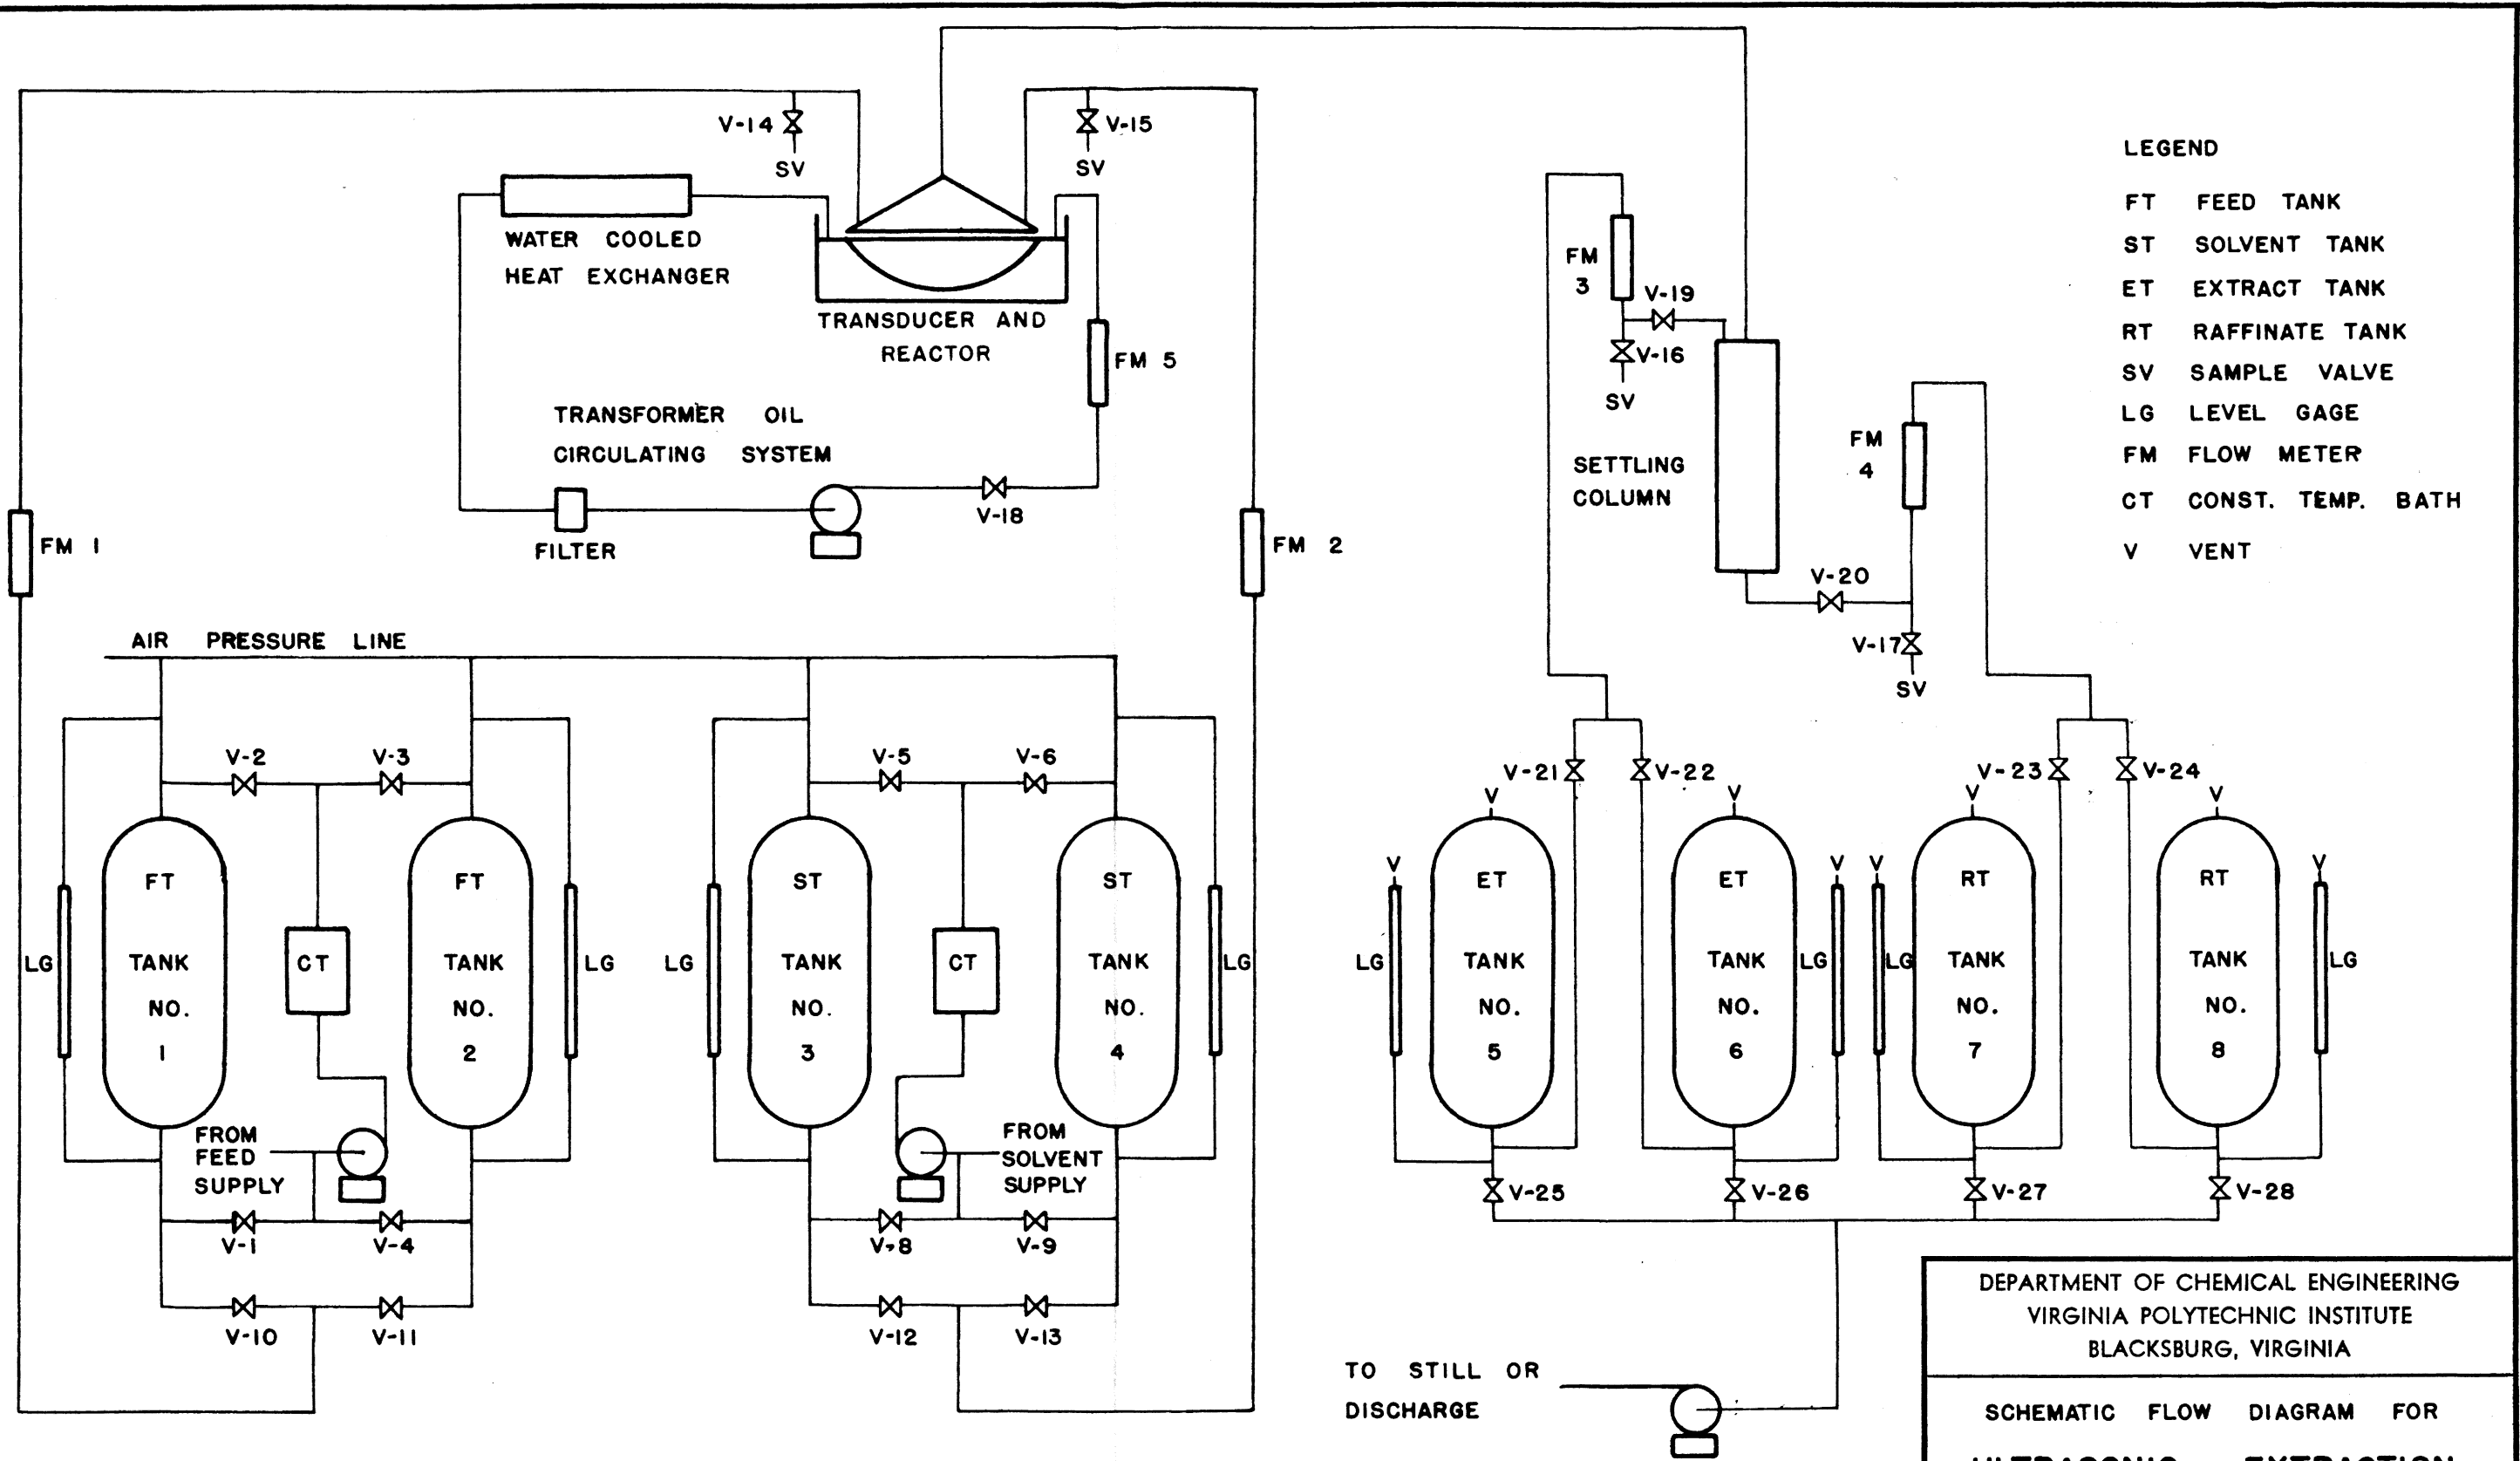 V-14
SV
V-15
SV
WATER COOLED
HEAT EXCHANGER
TRANSDUCER AND
REACTOR
FM 5
TRANSFORMER OIL
CIRCULATING SYSTEM
V-18
FILTER
FM 1
FM 2
FM
3
V-19
V-16
SV
SETTLING
COLUMN
FM
4
V-20
V-17
SV
LEGEND
FT FEED TANK
ST SOLVENT TANK
ET EXTRACT TANK
RT RAFFINATE TANK
SV SAMPLE VALVE
LG LEVEL GAGE
FM FLOW METER
CT CONST. TEMP. BATH
V VENT
AIR PRESSURE LINE
V-2
V-3
V-5
V-6
V-21
V-22
V-23
V-24
LG
FT
TANK
NO.
1
CT
FT
TANK
NO.
2
LG
LG
ST
TANK
NO.
3
CT
ST
TANK
NO.
4
LG
V
LG
V
ET
TANK
NO.
5
V
ET
TANK
NO.
6
V
LG
V
LG
V
RT
TANK
NO.
7
V
RT
TANK
NO.
8
V
LG
FROM
FEED
SUPPLY
FROM
SOLVENT
SUPPLY
V-1
V-4
V-8
V-9
V-10
V-11
V-12
V-13
V-25
V-26
V-27
V-28
TO STILL OR
DISCHARGE
DEPARTMENT OF CHEMICAL ENGINEERING
VIRGINIA POLYTECHNIC INSTITUTE
BLACKSBURG, VIRGINIA
SCHEMATIC FLOW DIAGRAM FOR
ULTRASONIC EXTRACTION